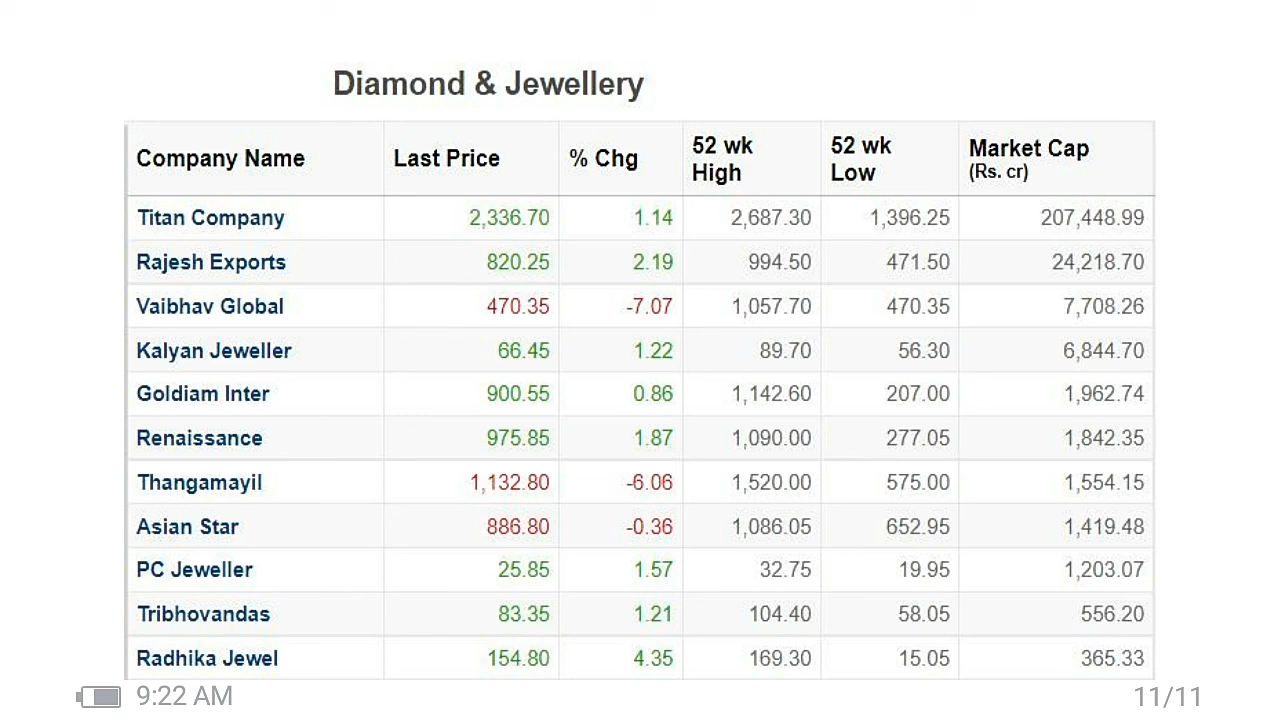 Diamond & Jewellery
Company Name Last Price % Chg 52 wk High 52 wk Low Market Cap (Rs. cr)
Titan Company 2,336.70 1.14 2,687.30 1,396.25 207,448.99
Rajesh Exports 820.25 2.19 994.50 471.50 24,218.70
Vaibhav Global 470.35 -7.07 1,057.70 470.35 7,708.26
Kalyan Jeweller 66.45 1.22 89.70 56.30 6,844.70
Goldiam Inter 900.55 0.86 1,142.60 207.00 1,962.74
Renaissance 975.85 1.87 1,090.00 277.05 1,842.35
Thangamayil 1,132.80 -6.06 1,520.00 575.00 1,554.15
Asian Star 886.80 -0.36 1,086.05 652.95 1,419.48
PC Jeweller 25.85 1.57 32.75 19.95 1,203.07
Tribhovandas 83.35 1.21 104.40 58.05 556.20
Radhika Jewel 154.80 4.35 169.30 15.05 365.33
9:22 AM 11/11